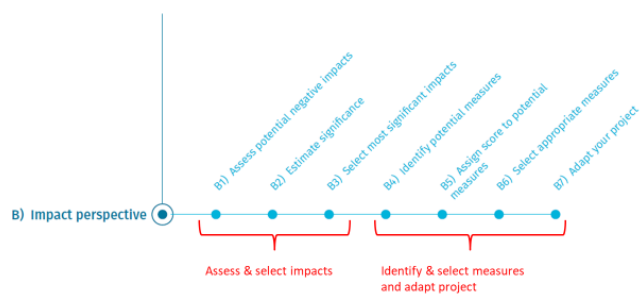 B1) Assess potential negative impacts
B2) Estimate significance
B3) Select most significant impacts
B4) Identify potential measures
B5) Assign score to potential
measures
B6) Select appropriate measures
B7) Adapt your project
B) Impact perspective
Assess & select impacts
Identify & select measures
and adapt project